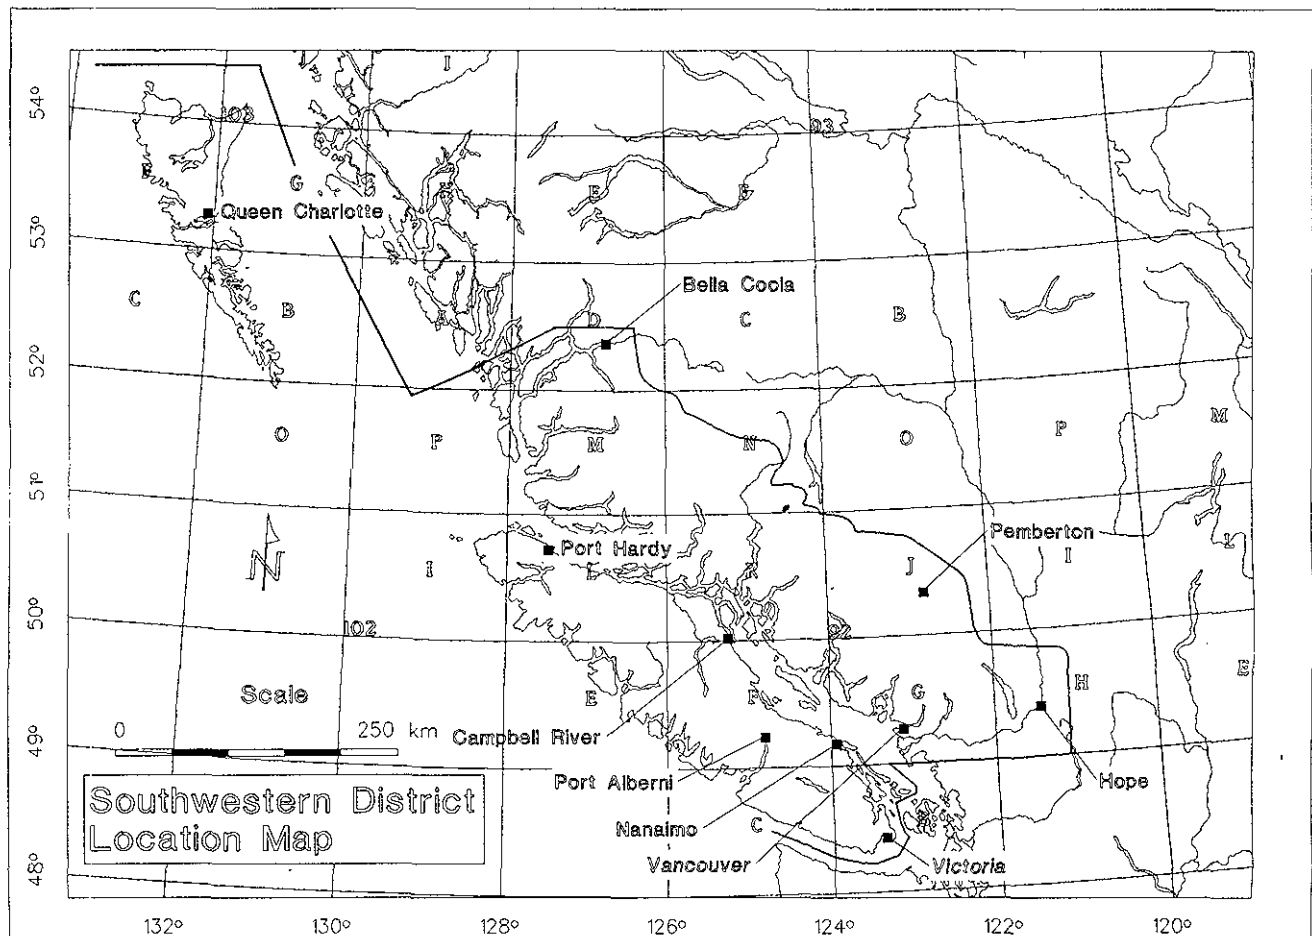 I
54°
103
93
F
G
H
E
F
Queen Charlotte
53°
Bella Coola
C
B
A
D
C
B
52°
O
P
M
N
O
P
M
51°
Pemberton
N
Port Hardy
I
L
K
J
I
L
50°
102
92
Scale
E
F
G
H
E
0
250 km
Campbell River
49°
Port Alberni
Hope
Southwestern District
Location Map
Nanaimo
C
B
Vancouver
Victoria
48°
132°
130°
128°
126°
124°
122°
120°